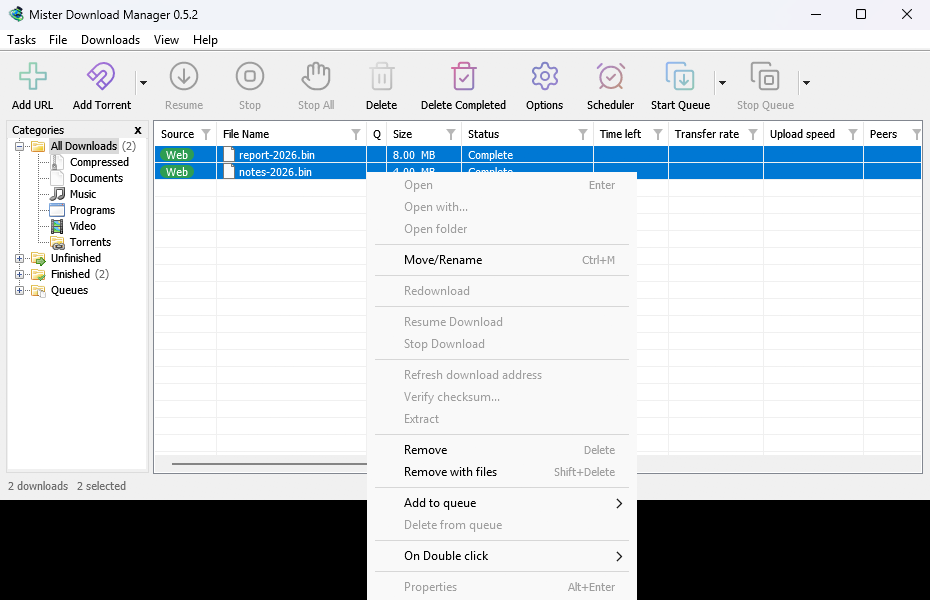 Mister Download Manager 0.5.2
Tasks File Downloads View Help
Add URL Add Torrent Resume Stop Stop All Delete Delete Completed Options Scheduler Start Queue Stop Queue
Categories x
All Downloads (2)
Compressed
Documents
Music
Programs
Video
Torrents
Unfinished
Finished (2)
Queues
Source File Name Q Size Status Time left Transfer rate Upload speed Peers
Web report-2026.bin 8.00 MB Complete
Web notes-2026.bin 4.00 MB Complete
Open Enter
Open with...
Open folder
Move/Rename Ctrl+M
Redownload
Resume Download
Stop Download
Refresh download address
Verify checksum...
Extract
Remove Delete
Remove with files Shift+Delete
Add to queue
Delete from queue
On Double click
Properties Alt+Enter
2 downloads 2 selected